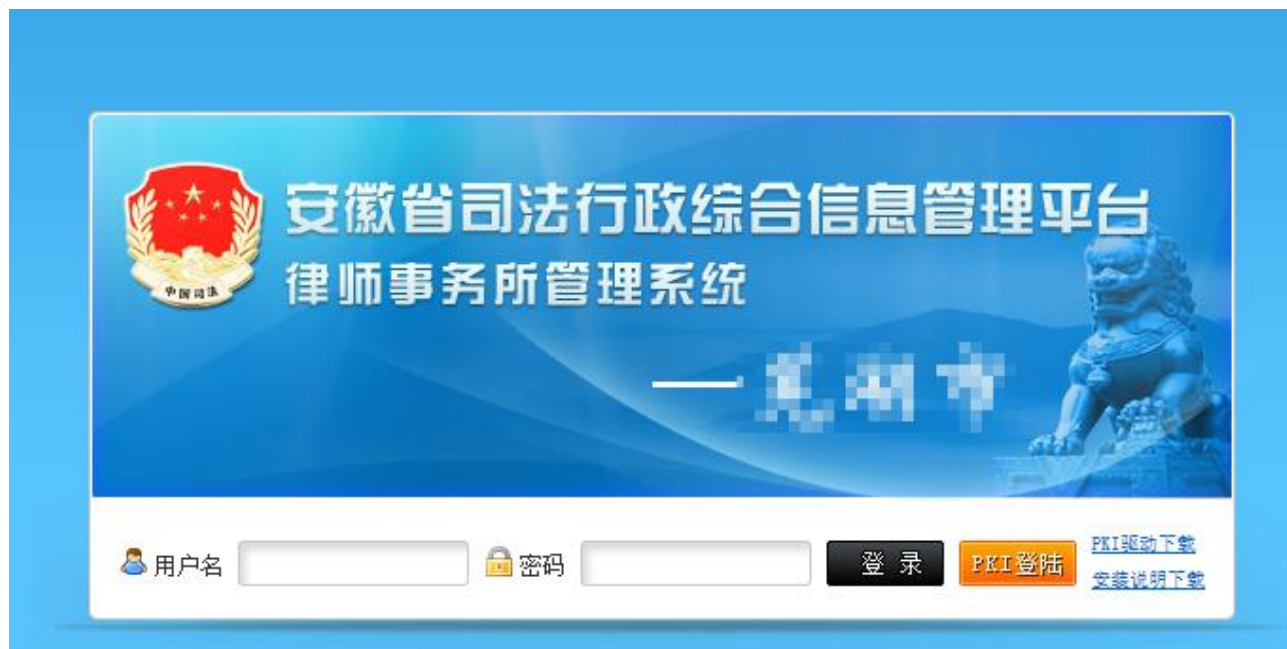 安徽省司法行政综合信息管理平台
律师事务所管理系统
中国司法
用户名 密码 登 录 PKI登陆
PKI驱动下载
安装说明下载